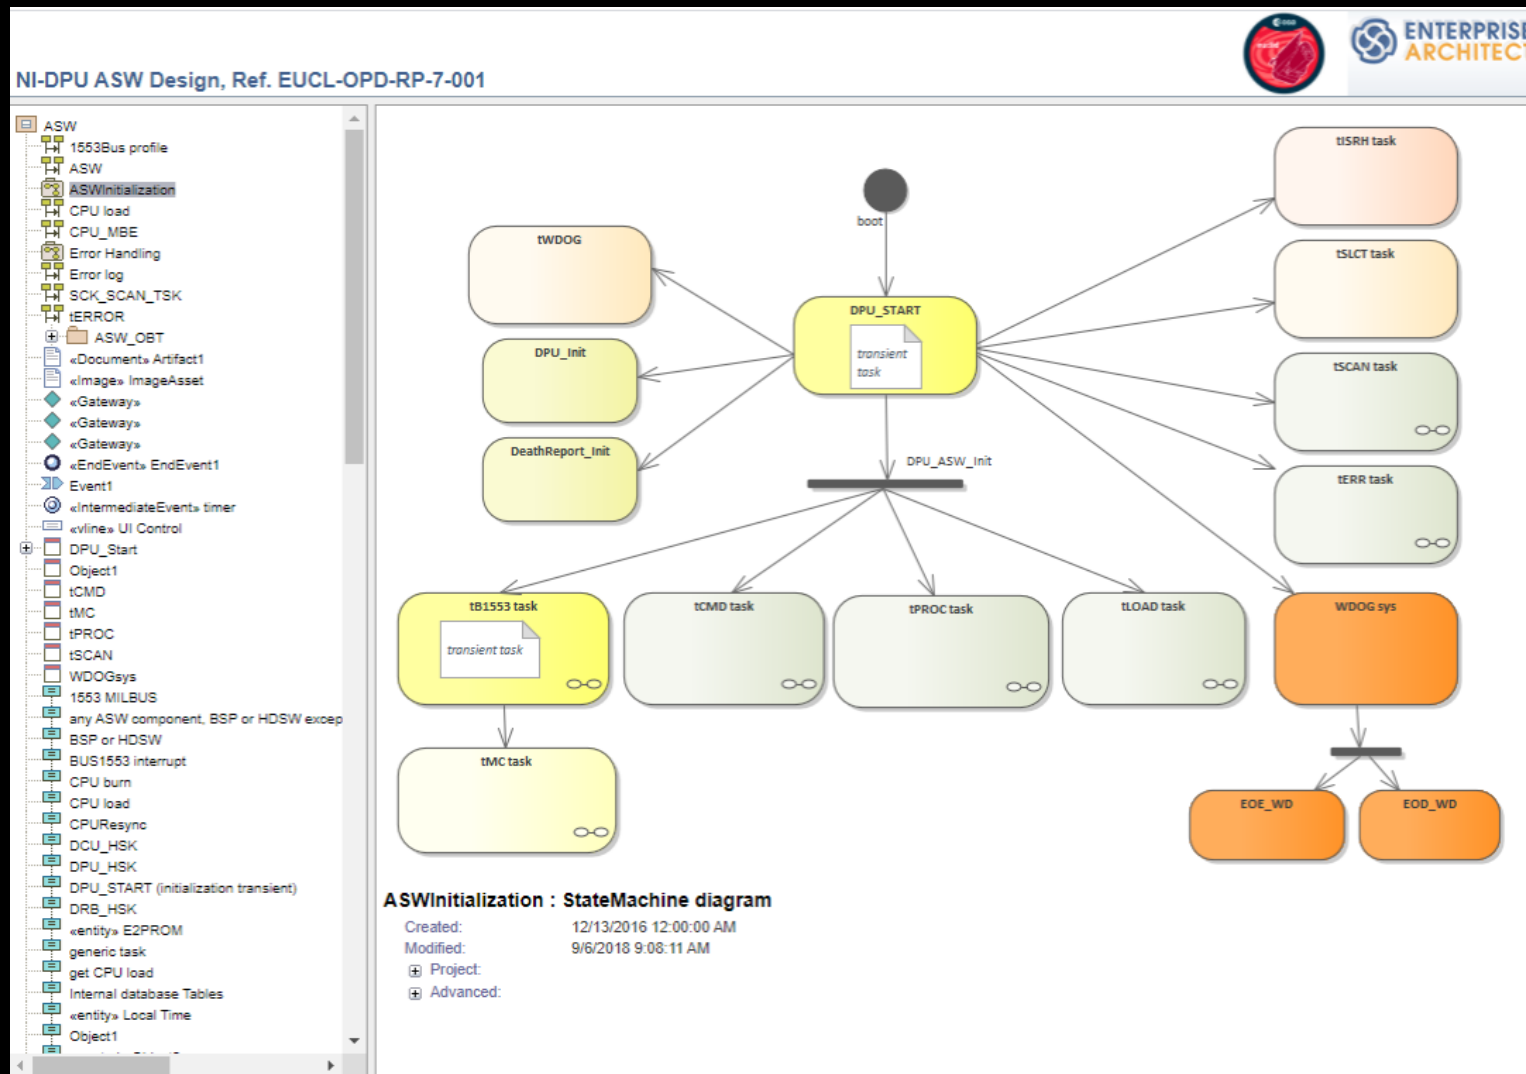 esa
ENTERPRISE
ARCHITECT
NI-DPU ASW Design, Ref. EUCL-OPD-RP-7-001
ASW
1553Bus profile
ASW
ASWInitialization
CPU load
CPU_MBE
Error Handling
Error log
SCK_SCAN_TSK
tERROR
ASW_OBT
«Document» Artifact1
«Image» ImageAsset
«Gateway»
«Gateway»
«Gateway»
«EndEvent» EndEvent1
Event1
«IntermediateEvent» timer
«vline» UI Control
DPU_Start
Object1
tCMD
tMC
tPROC
tSCAN
WDOGsys
1553 MILBUS
any ASW component, BSP or HDSW excep
BSP or HDSW
BUS1553 interrupt
CPU burn
CPU load
CPUResync
DCU_HSK
DPU_HSK
DPU_START (initialization transient)
DRB_HSK
«entity» E2PROM
generic task
get CPU load
Internal database Tables
«entity» Local Time
Object1
boot
tISRH task
tWDOG
tSLCT task
DPU_START
transient
task
DPU_Init
tSCAN task
DeathReport_Init
DPU_ASW_Init
tERR task
tB1553 task
transient task
tCMD task
tPROC task
tLOAD task
WDOG sys
tMC task
EOE_WD
EOD_WD
ASWInitialization : StateMachine diagram
Created: 12/13/2016 12:00:00 AM
Modified: 9/6/2018 9:08:11 AM
Project:
Advanced: